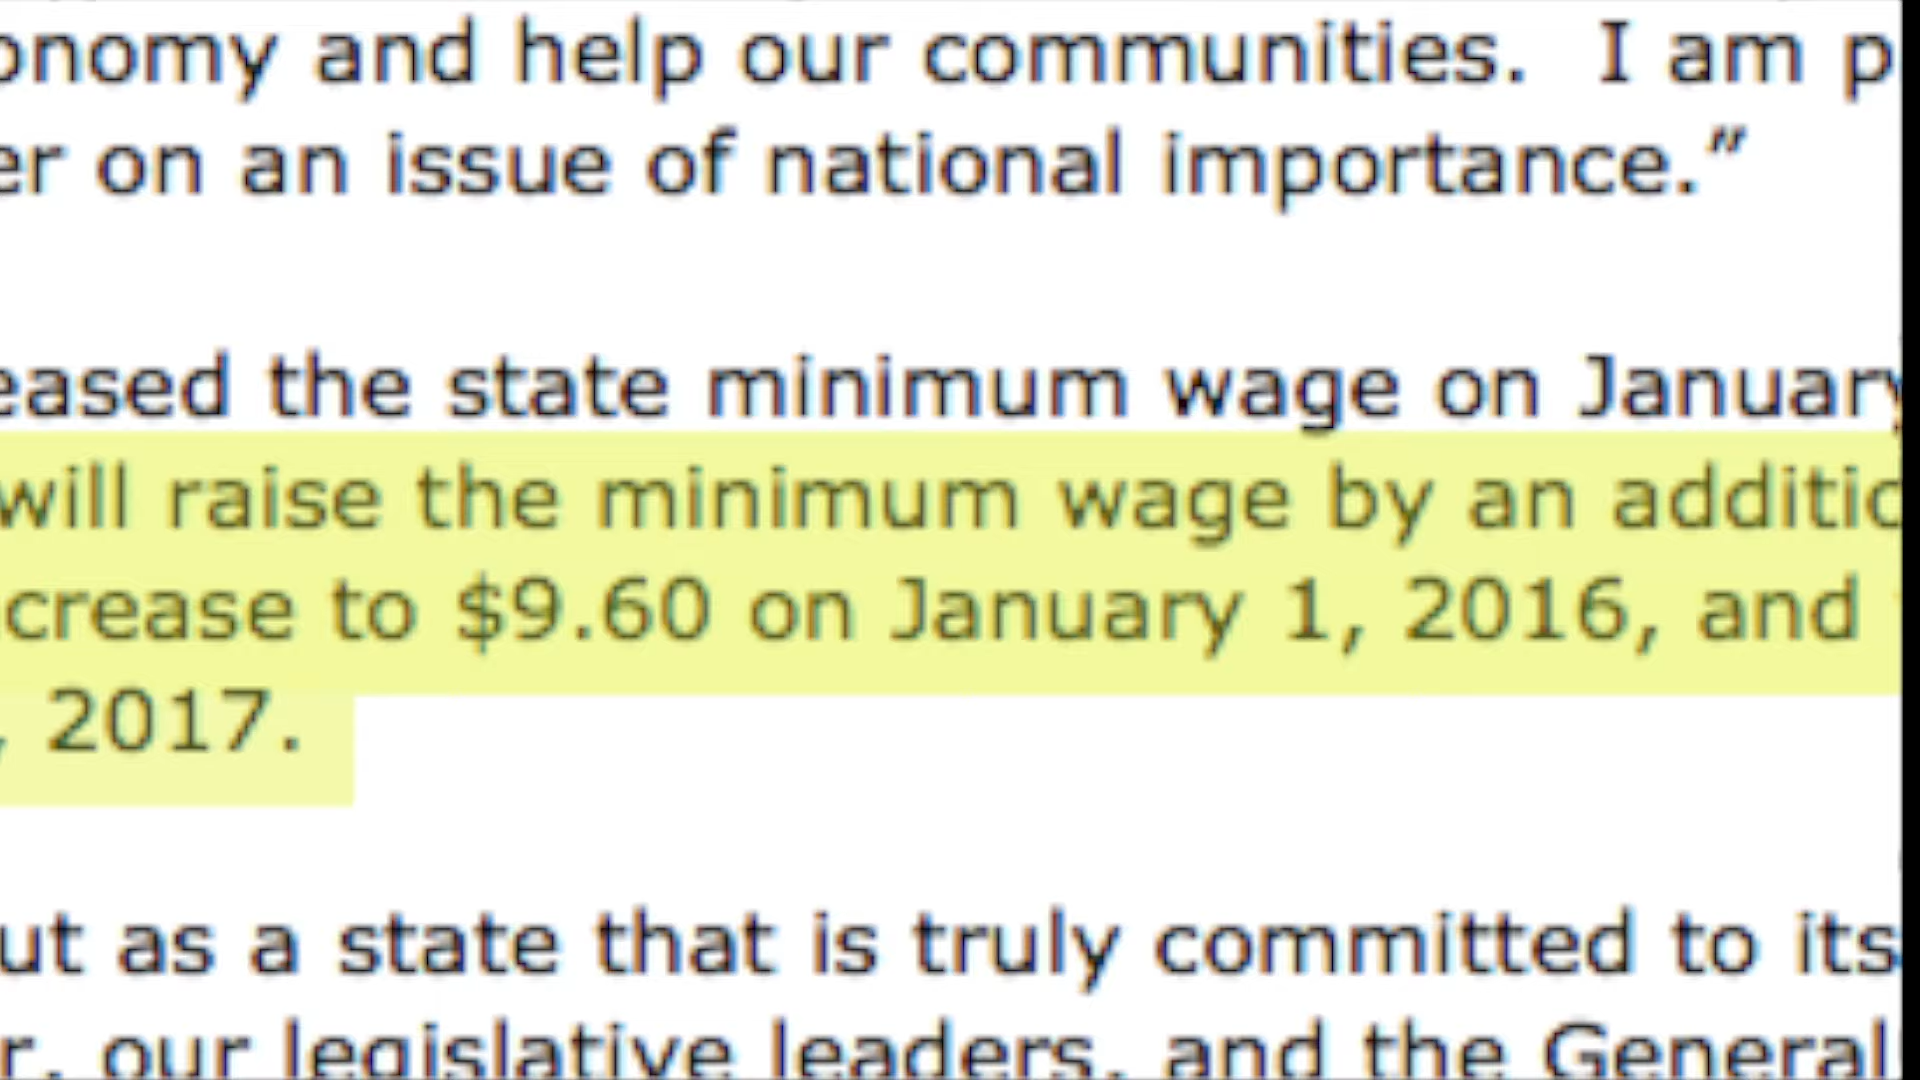 onomy and help our communities.  I am p
er on an issue of national importance.”
eased the state minimum wage on January
will raise the minimum wage by an additio
crease to $9.60 on January 1, 2016, and
, 2017.
ut as a state that is truly committed to its
r, our legislative leaders, and the General